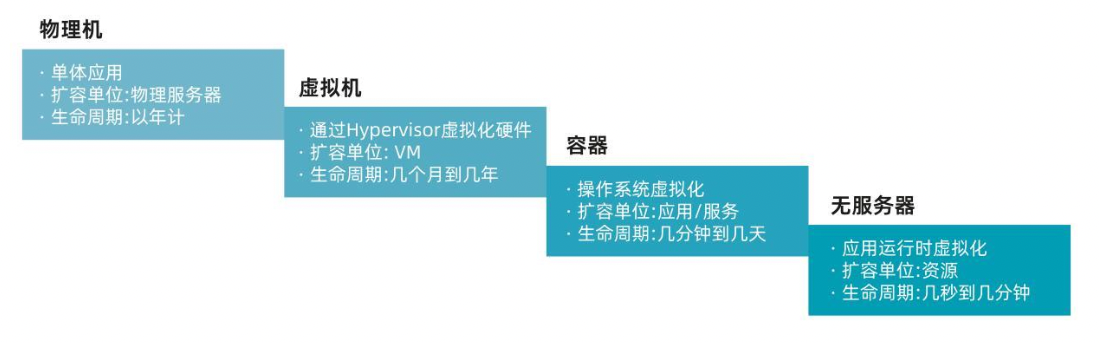 物理机
· 单体应用
· 扩容单位:物理服务器
· 生命周期:以年计
虚拟机
· 通过Hypervisor虚拟化硬件
· 扩容单位: VM
· 生命周期:几个月到几年
容器
· 操作系统虚拟化
· 扩容单位:应用/服务
· 生命周期:几分钟到几天
无服务器
· 应用运行时虚拟化
· 扩容单位:资源
· 生命周期:几秒到几分钟